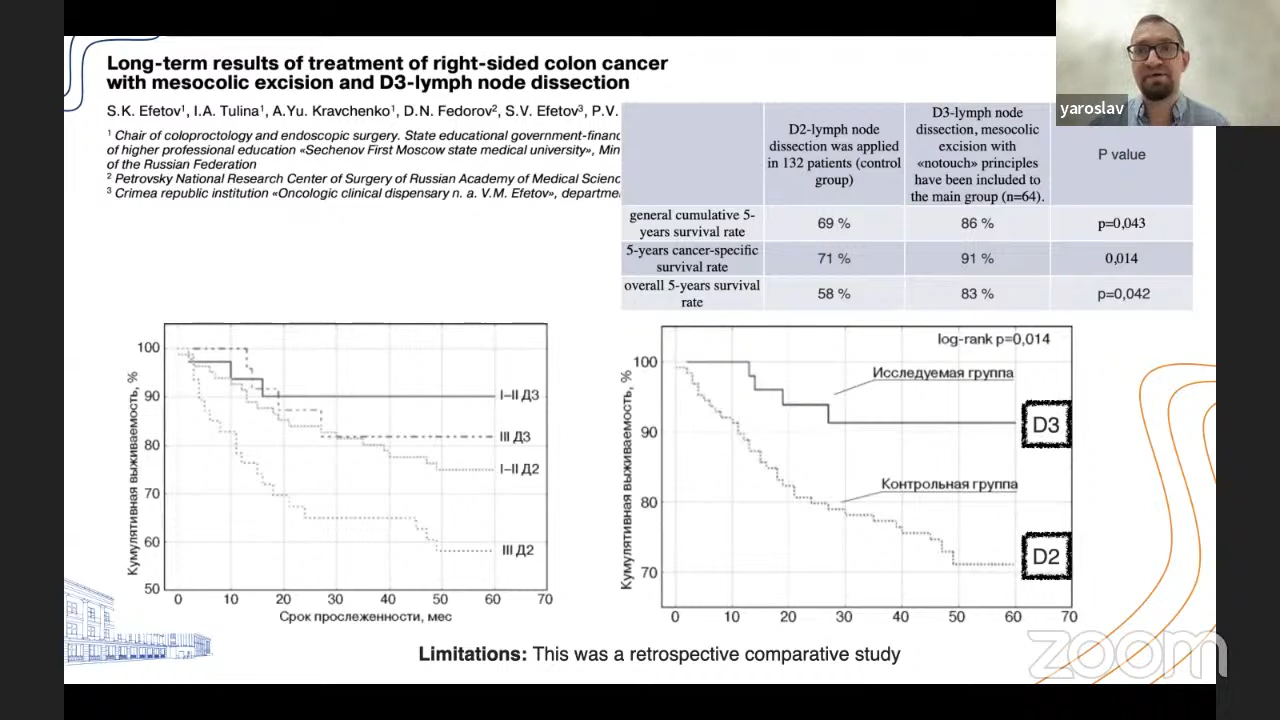 Long-term results of treatment of right-sided colon cancer
with mesocolic excision and D3-lymph node dissection
S.K. Efetov¹, I.A. Tulina¹, A.Yu. Kravchenko¹, D.N. Fedorov², S.V. Efetov³, P.V.
¹ Chair of coloproctology and endoscopic surgery. State educational government-financ
of higher professional education «Sechenov First Moscow state medical university», Min
of the Russian Federation
² Petrovsky National Research Center of Surgery of Russian Academy of Medical Scienc
³ Crimea republic institution «Oncologic clinical dispensary n. a. V.M. Efetov», departme
yaroslav
D2-lymph node
dissection was applied
in 132 patients (control
group)
D3-lymph node
dissection, mesocolic
excision with
«notouch» principles
have been included to
the main group (n=64).
P value
general cumulative 5-
years survival rate
69 %
86 %
p=0,043
5-years cancer-specific
survival rate
71 %
91 %
0,014
overall 5-years survival
rate
58 %
83 %
p=0,042
Кумулятивная выживаемость, %
100
90
80
70
60
50
0 10 20 30 40 50 60 70
Срок прослеженности, мес
I–II Д3
III Д3
I–II Д2
III Д2
Кумулятивная выживаемость, %
100
90
80
70
0 10 20 30 40 50 60 70
log-rank p=0,014
Исследуемая группа
D3
Контрольная группа
D2
Limitations: This was a retrospective comparative study
zoom